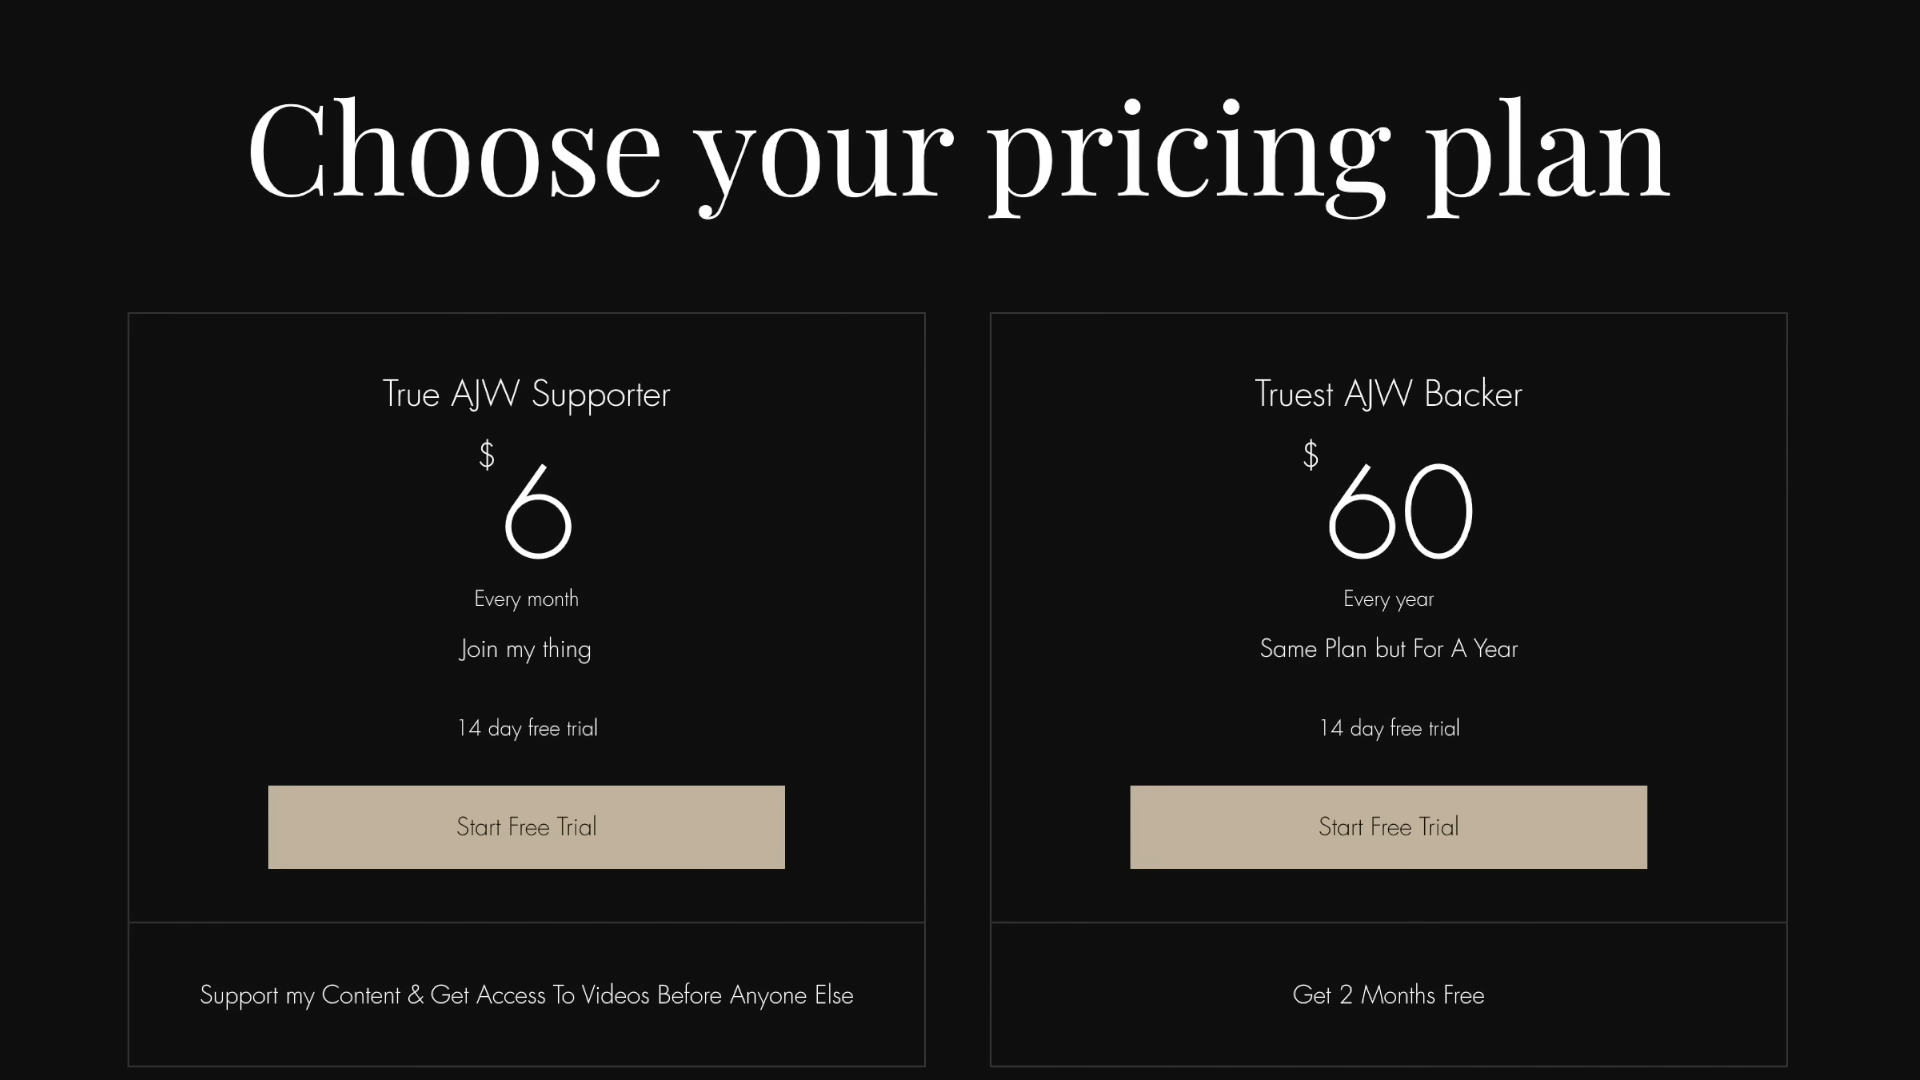 Choose your pricing plan
True AJW Supporter
$6
Every month
Join my thing
14 day free trial
Start Free Trial
Support my Content & Get Access To Videos Before Anyone Else
Truest AJW Backer
$60
Every year
Same Plan but For A Year
14 day free trial
Start Free Trial
Get 2 Months Free